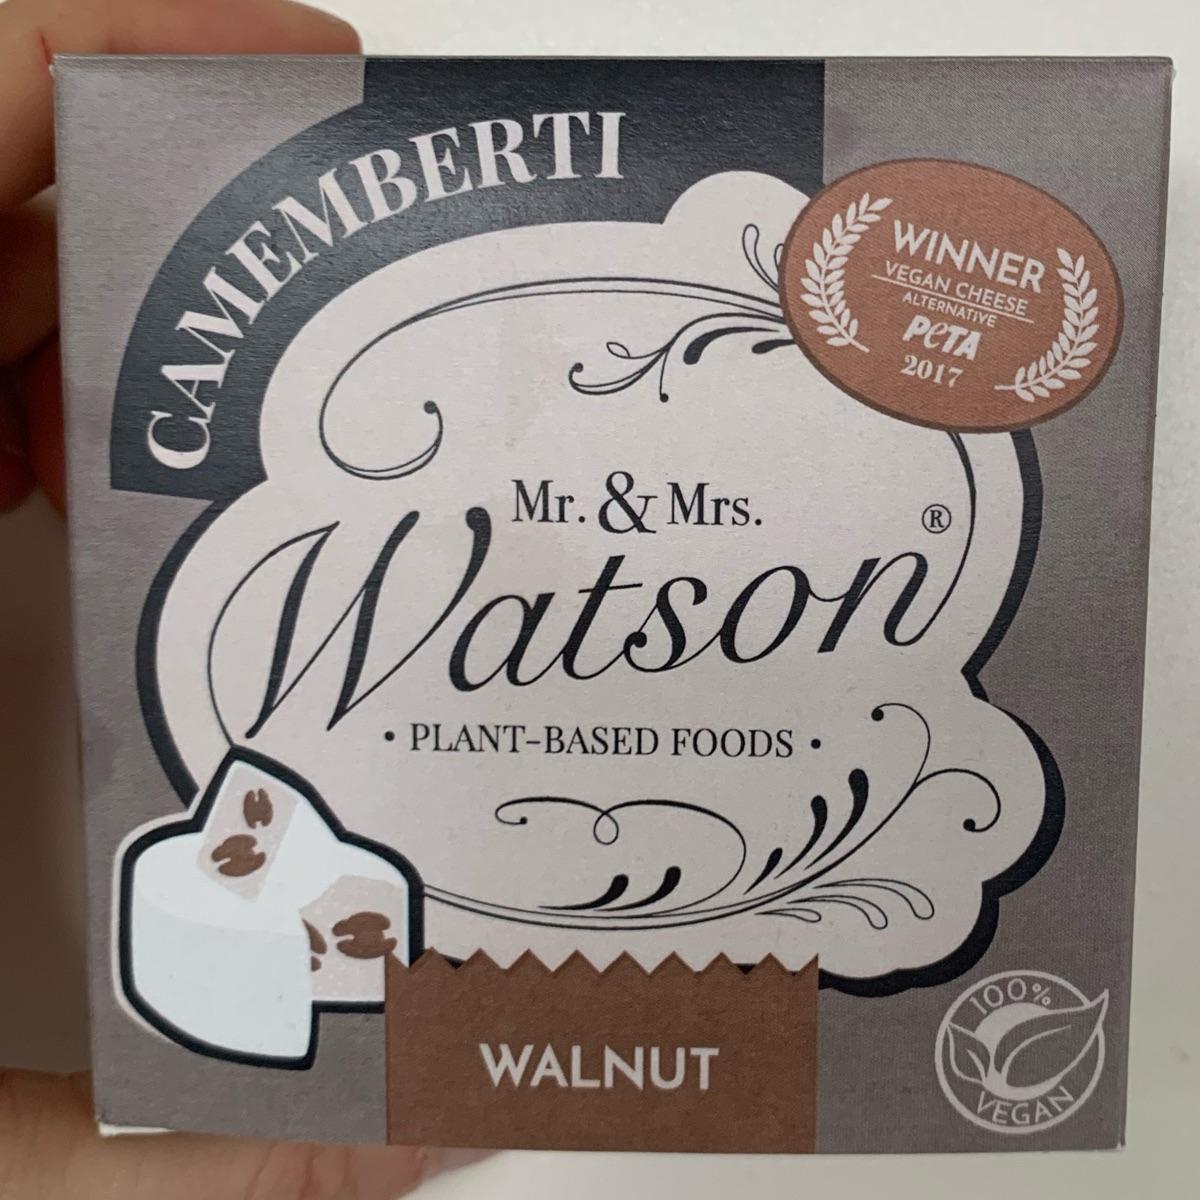 CAMEMBERTI
WINNER
VEGAN CHEESE
ALTERNATIVE
PeTA
2017
Mr. & Mrs.
Watson®
• PLANT-BASED FOODS •
WALNUT
100%
VEGAN